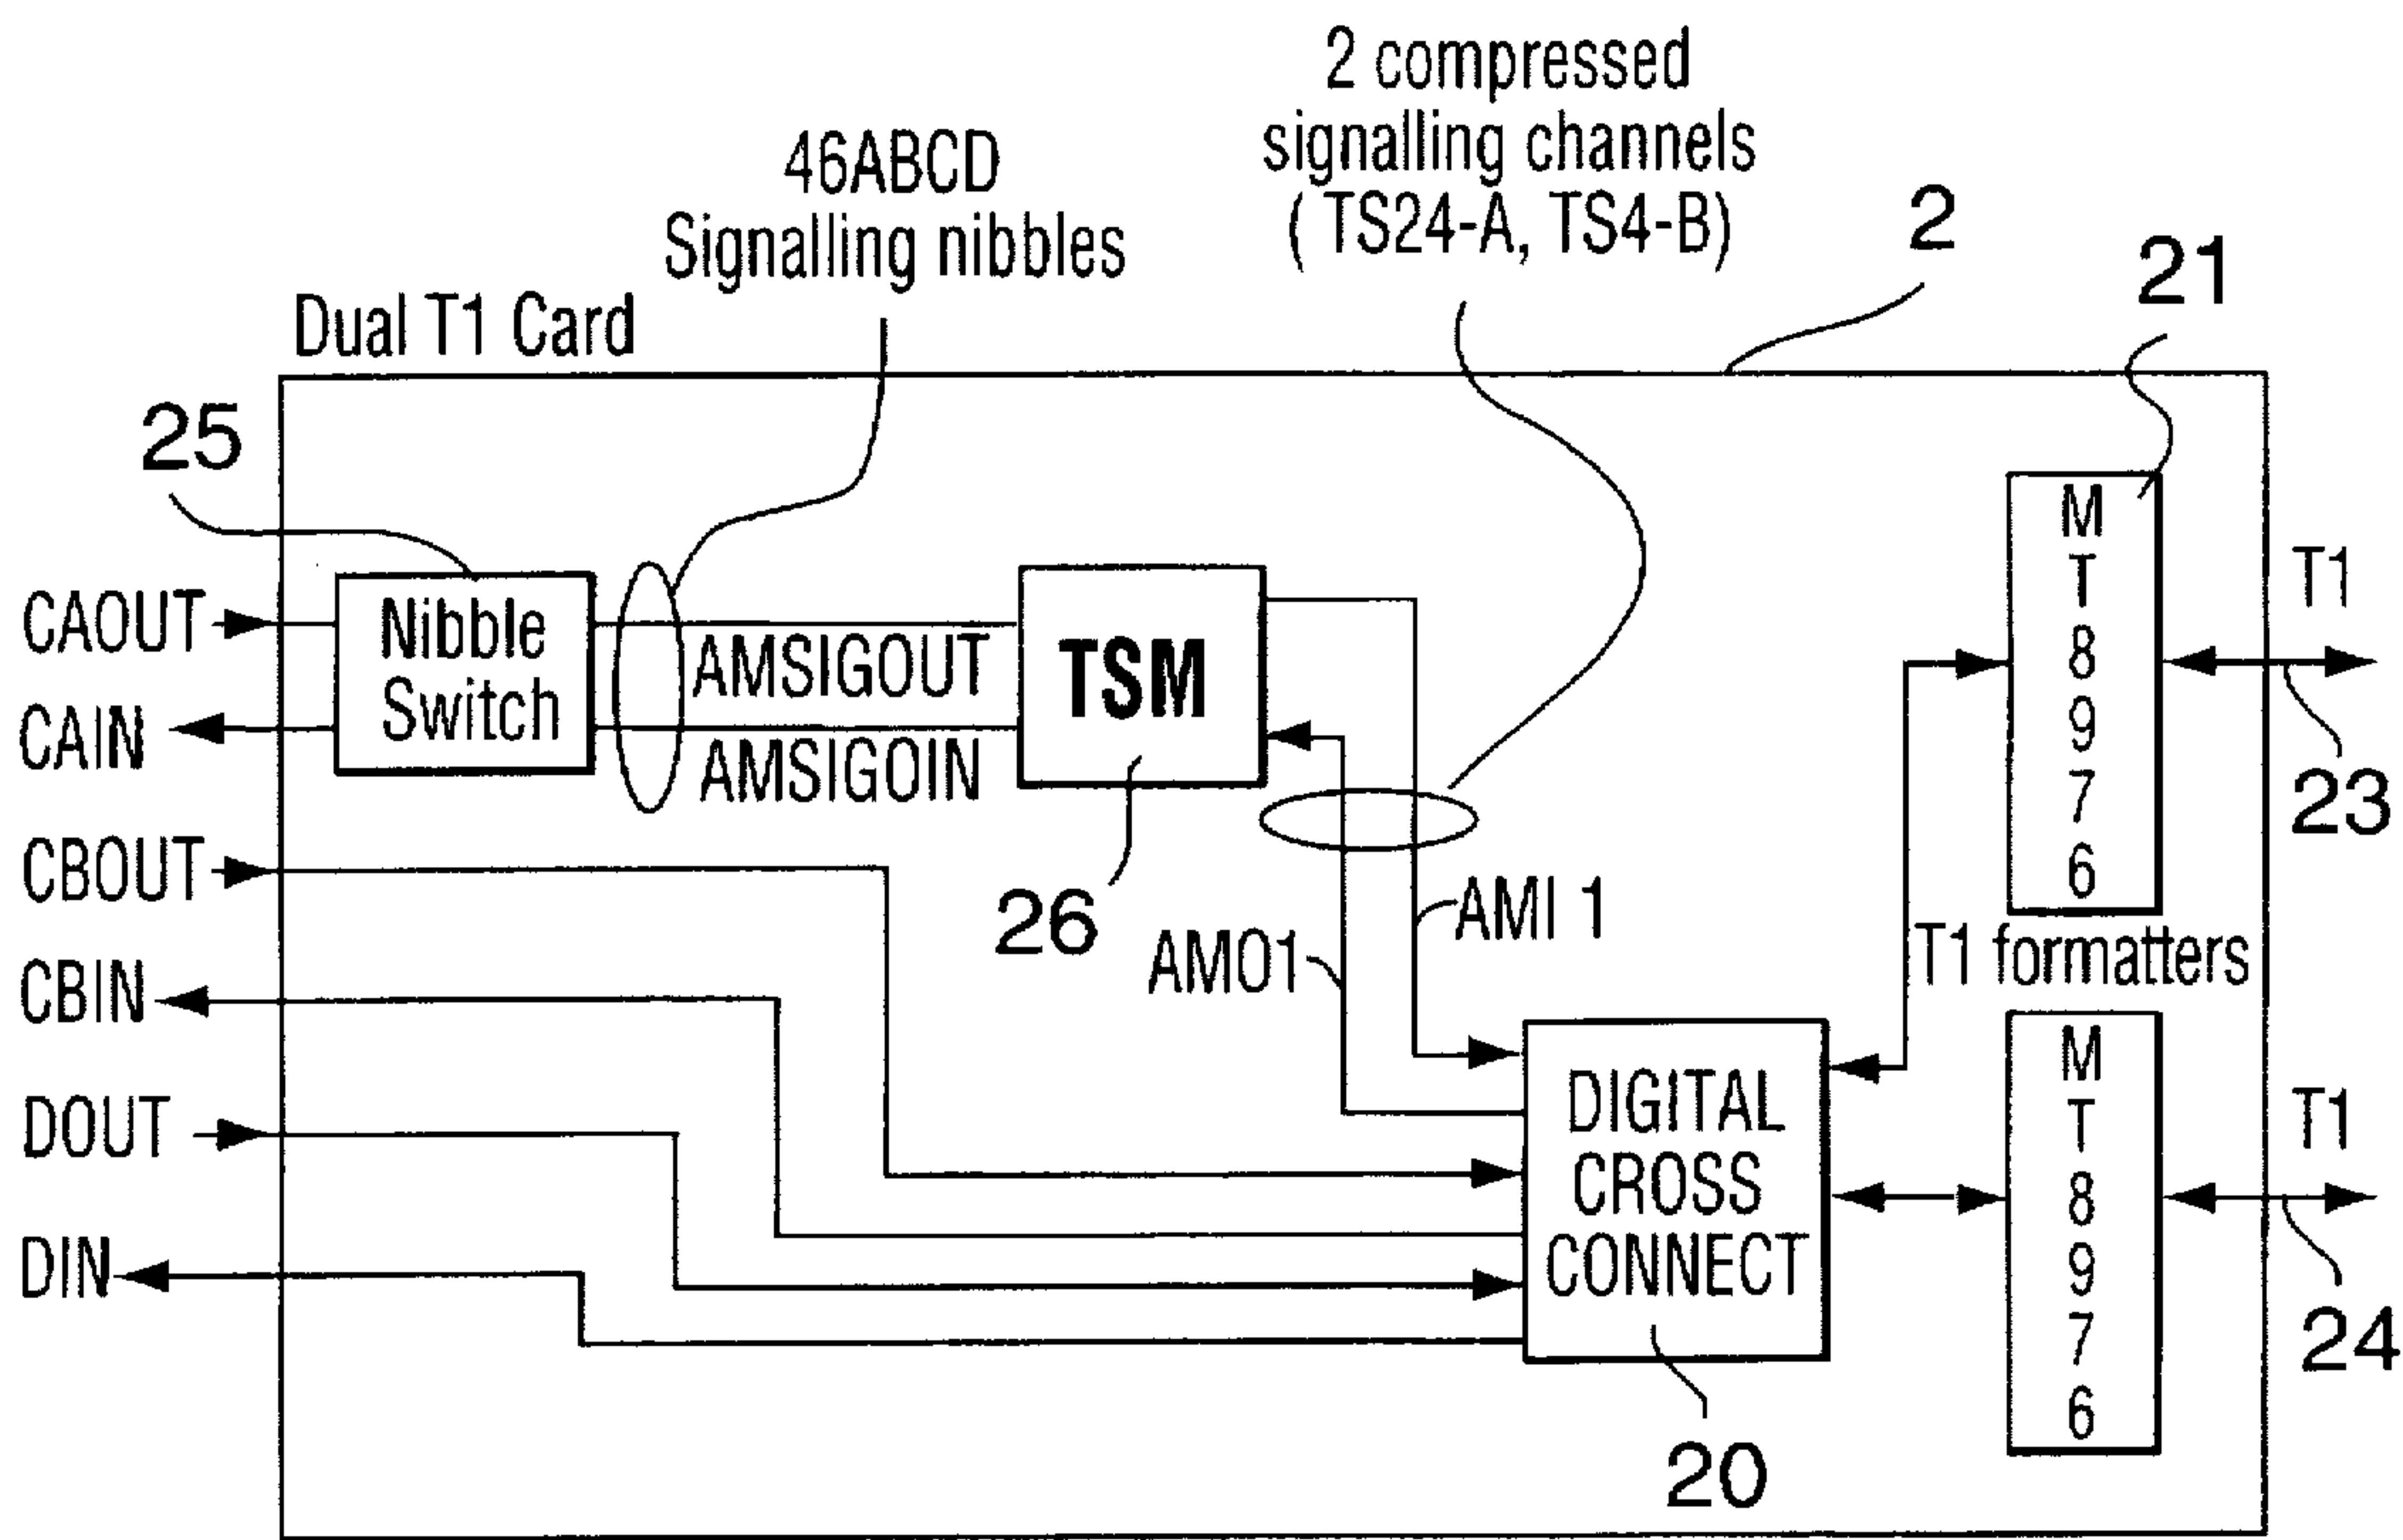 2 compressed
signalling channels
( TS24-A, TS4-B)
46ABCD
Signalling nibbles
2
21
Dual T1 Card
25
CAOUT
Nibble
Switch
AMSIGOUT
AMSIGOIN
TSM
M
T
8
9
7
6
T1
CAIN
23
CBOUT
26
AMI 1
AMO1
T1 formatters
CBIN
DIGITAL
CROSS
CONNECT
M
T
8
9
7
6
T1
DOUT
DIN
24
20